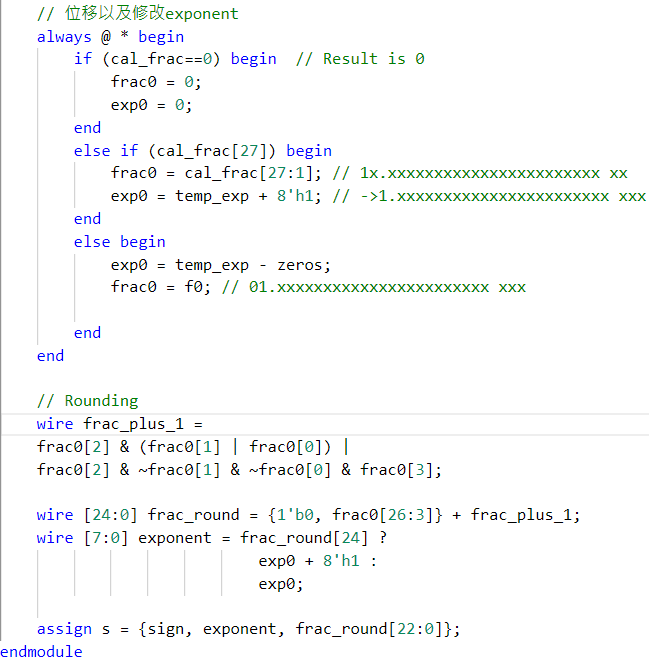 // 位移以及修改exponent
always @ * begin
if (cal_frac==0) begin // Result is 0
frac0 = 0;
exp0 = 0;
end
else if (cal_frac[27]) begin
frac0 = cal_frac[27:1]; // 1x.xxxxxxxxxxxxxxxxxxxxxxx xx
exp0 = temp_exp + 8'h1; // ->1.xxxxxxxxxxxxxxxxxxxxxxx xxx
end
else begin
exp0 = temp_exp - zeros;
frac0 = f0; // 01.xxxxxxxxxxxxxxxxxxxxxxx xxx
end
end
// Rounding
wire frac_plus_1 =
frac0[2] & (frac0[1] | frac0[0]) |
frac0[2] & ~frac0[1] & ~frac0[0] & frac0[3];
wire [24:0] frac_round = {1'b0, frac0[26:3]} + frac_plus_1;
wire [7:0] exponent = frac_round[24] ?
exp0 + 8'h1 :
exp0;
assign s = {sign, exponent, frac_round[22:0]};
endmodule